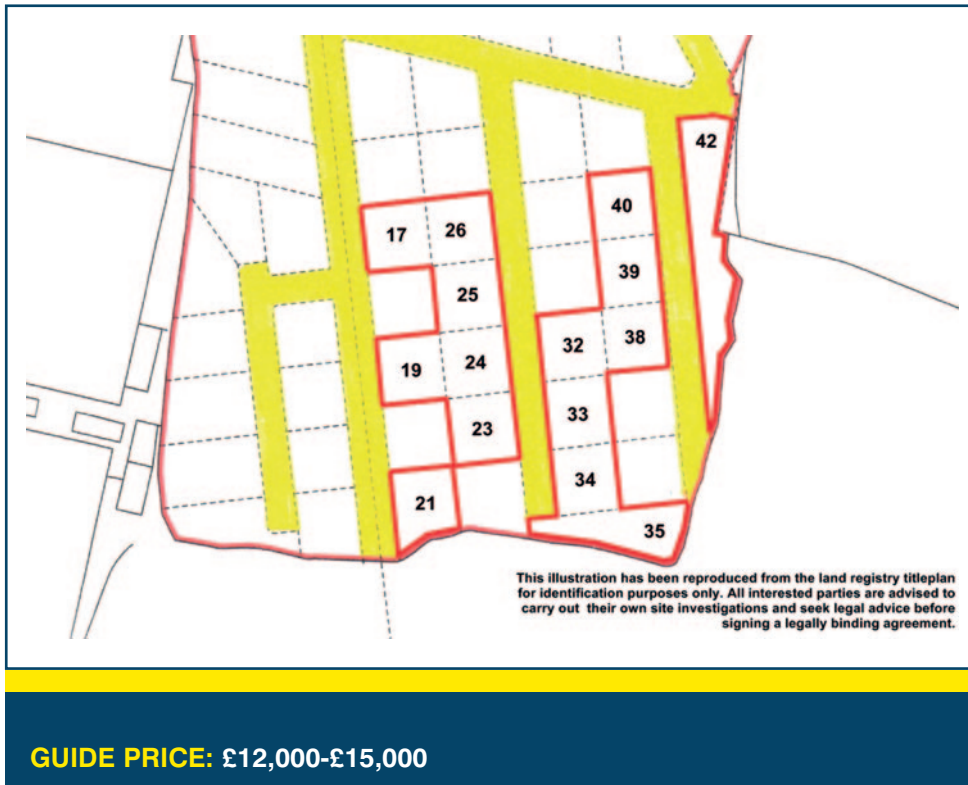 42
17 26 40
25 39
32 38
19 24
33
23
34
21
35
This illustration has been reproduced from the land registry titleplan
for identification purposes only. All interested parties are advised to
carry out their own site investigations and seek legal advice before
signing a legally binding agreement.
GUIDE PRICE: £12,000-£15,000